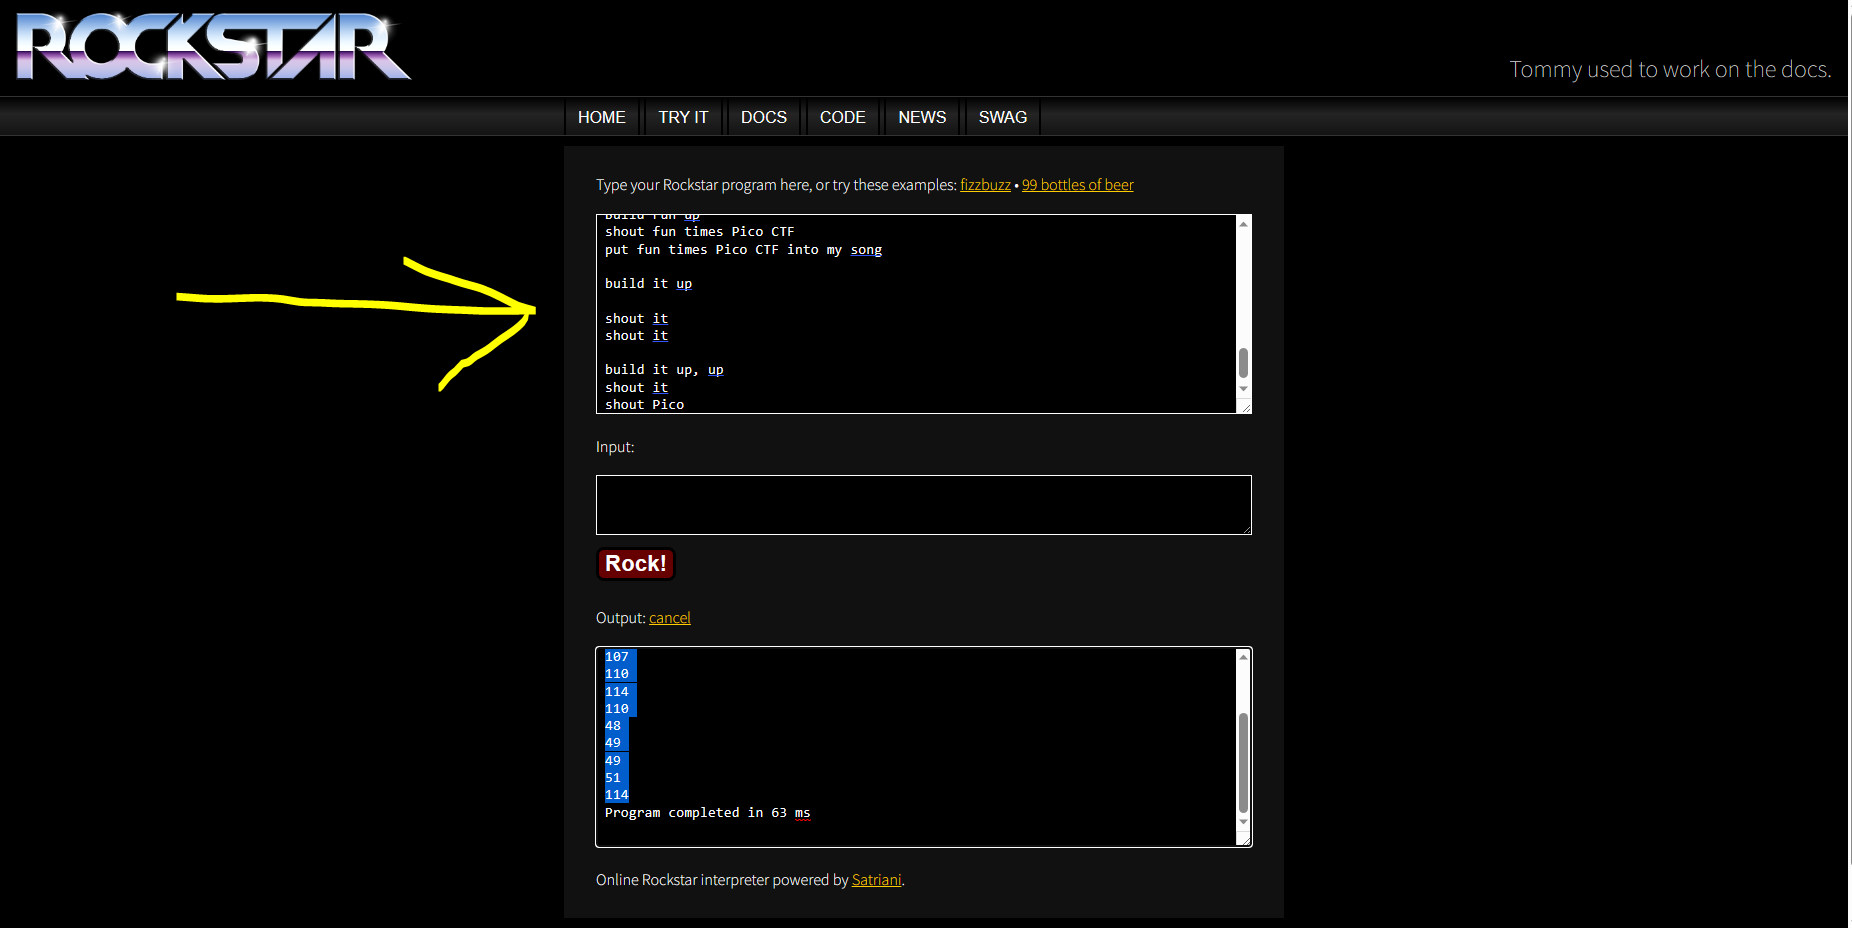 ROCKSTAR
Tommy used to work on the docs.
HOME TRY IT DOCS CODE NEWS SWAG
Type your Rockstar program here, or try these examples: fizzbuzz • 99 bottles of beer
build fun up
shout fun times Pico CTF
put fun times Pico CTF into my song
build it up
shout it
shout it
build it up, up
shout it
shout Pico
Input:
Rock!
Output: cancel
107
110
114
110
48
49
49
51
114
Program completed in 63 ms
Online Rockstar interpreter powered by Satriani.